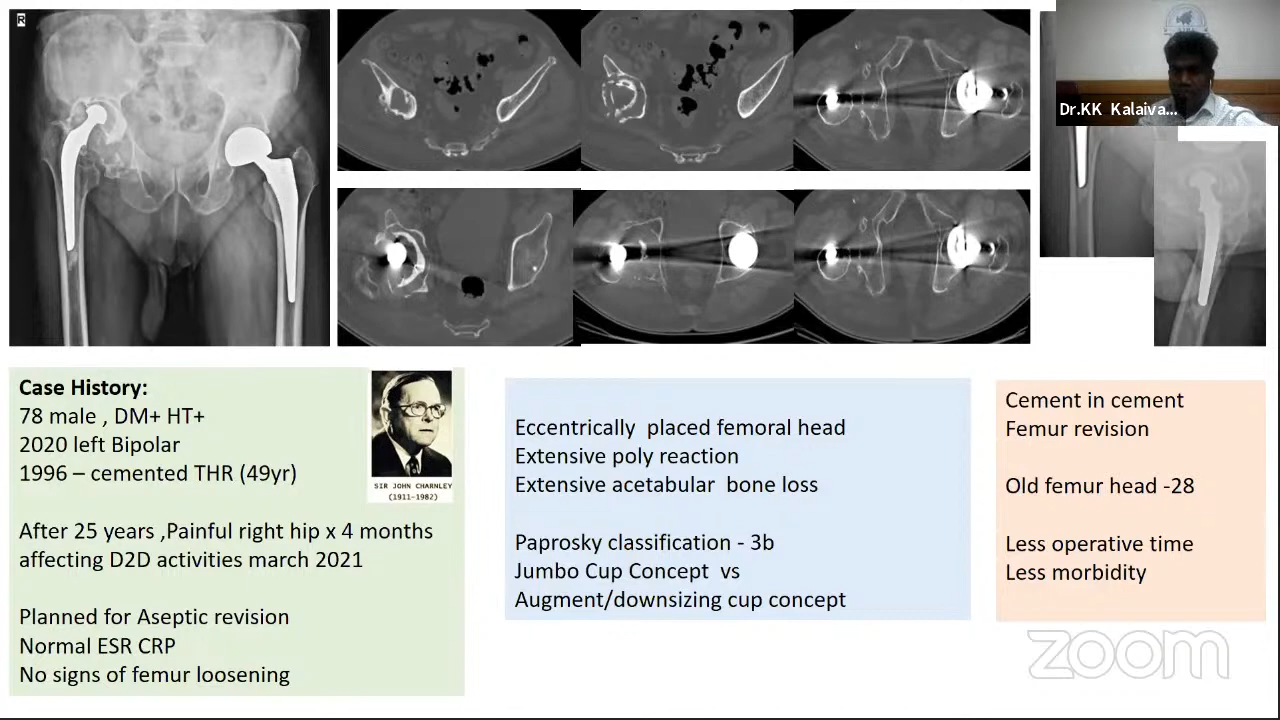 R
Dr.KK Kalaiva...
Case History:
78 male , DM+ HT+
2020 left Bipolar
1996 – cemented THR (49yr)
SIR JOHN CHARNLEY
(1911-1982)
After 25 years ,Painful right hip x 4 months
affecting D2D activities march 2021
Planned for Aseptic revision
Normal ESR CRP
No signs of femur loosening
Eccentrically placed femoral head
Extensive poly reaction
Extensive acetabular bone loss
Paprosky classification - 3b
Jumbo Cup Concept vs
Augment/downsizing cup concept
Cement in cement
Femur revision
Old femur head -28
Less operative time
Less morbidity
zoom